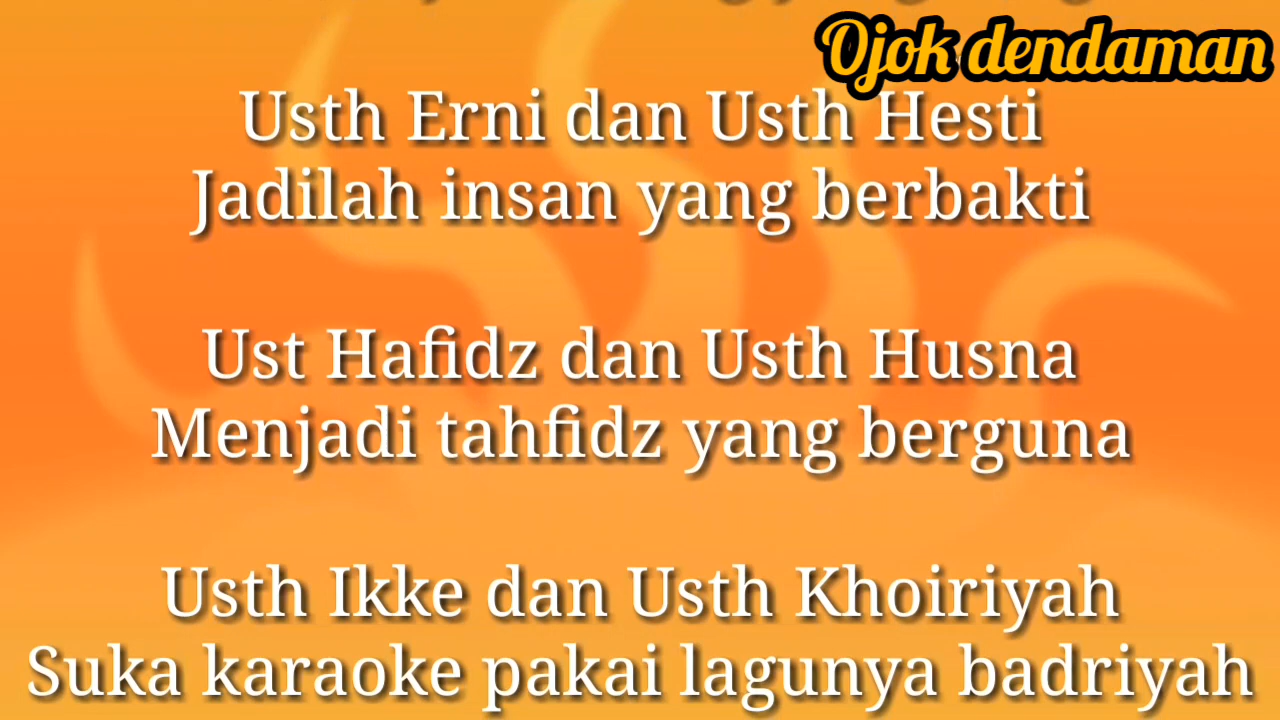 Ojok dendaman
Usth Erni dan Usth Hesti
Jadilah insan yang berbakti
Ust Hafidz dan Usth Husna
Menjadi tahfidz yang berguna
Usth Ikke dan Usth Khoiriyah
Suka karaoke pakai lagunya badriyah